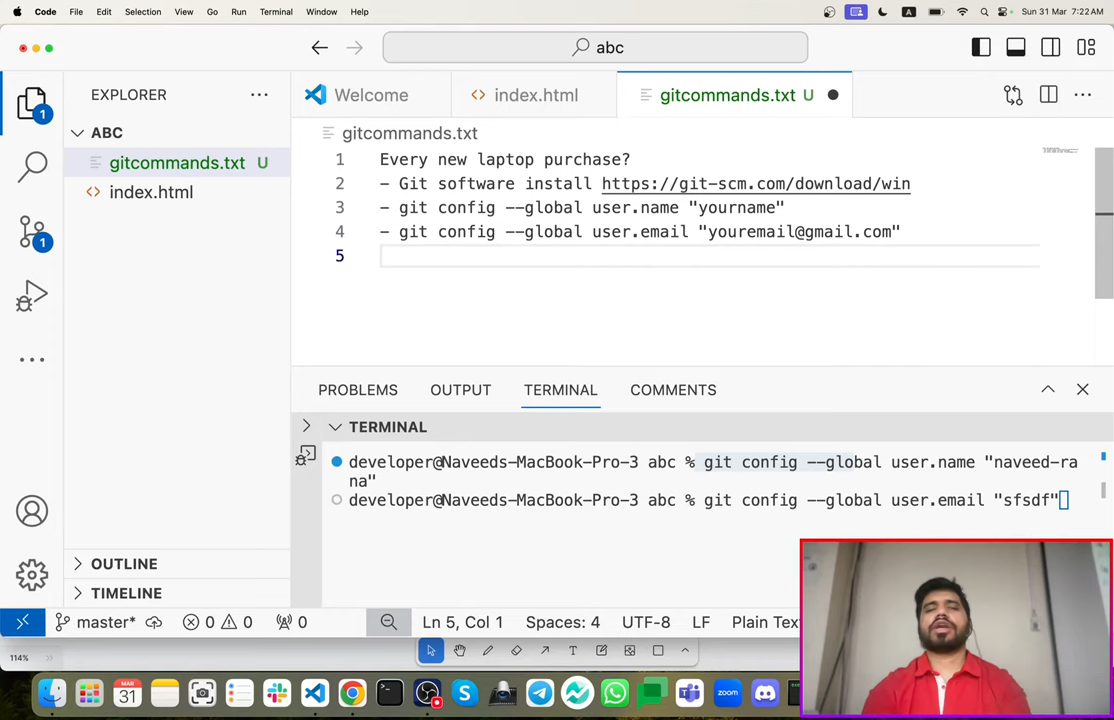 Code File Edit Selection View Go Run Terminal Window Help A Sun 31 Mar 7:22 AM
abc
EXPLORER
Welcome
index.html
gitcommands.txt U
1
ABC
gitcommands.txt
gitcommands.txt U
index.html
1 Every new laptop purchase?
2 - Git software install https://git-scm.com/download/win
3 - git config --global user.name "yourname"
4 - git config --global user.email "youremail@gmail.com"
5
1
PROBLEMS OUTPUT TERMINAL COMMENTS
TERMINAL
developer@Naveeds-MacBook-Pro-3 abc % git config --global user.name "naveed-ra
na"
developer@Naveeds-MacBook-Pro-3 abc % git config --global user.email "sfsdf"
OUTLINE
TIMELINE
master* 0 0 0 Ln 5, Col 1 Spaces: 4 UTF-8 LF Plain Text
114%
MAR
31
zoom